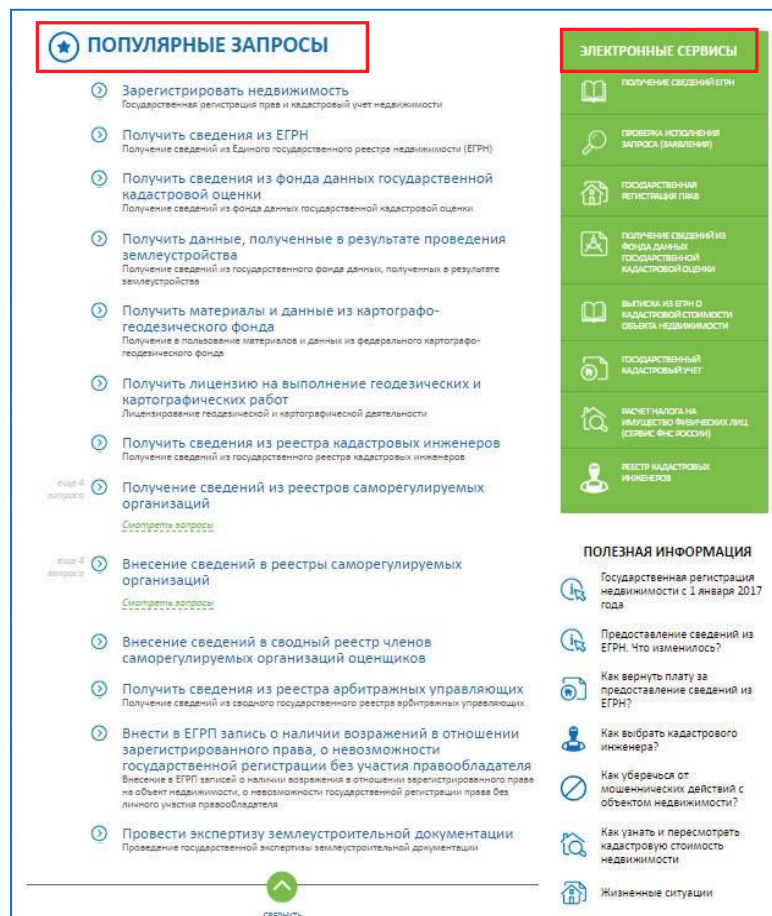 ПОПУЛЯРНЫЕ ЗАПРОСЫ
Зарегистрировать недвижимость
Государственная регистрация прав и кадастровый учет недвижимости
Получить сведения из ЕГРН
Получение сведений из Единого государственного реестра недвижимости (ЕГРН)
Получить сведения из фонда данных государственной
кадастровой оценки
Получение сведений из фонда данных государственной кадастровой оценки
Получить данные, полученные в результате проведения
землеустройства
Получение сведений из государственного фонда данных, полученных в результате
землеустройства
Получить материалы и данные из картографо-
геодезического фонда
Получение в пользование материалов и данных из федерального картографо-
геодезического фонда
Получить лицензию на выполнение геодезических и
картографических работ
Лицензирование геодезической и картографической деятельности
Получить сведения из реестра кадастровых инженеров
Получение сведений из государственного реестра кадастровых инженеров
еще 4
запроса
Получение сведений из реестров саморегулируемых
организаций
Смотреть запросы
еще 4
запроса
Внесение сведений в реестры саморегулируемых
организаций
Смотреть запросы
Внесение сведений в сводный реестр членов
саморегулируемых организаций оценщиков
Получить сведения из реестра арбитражных управляющих
Получение сведений из сводного государственного реестра арбитражных управляющих
Внести в ЕГРП запись о наличии возражений в отношении
зарегистрированного права, о невозможности
государственной регистрации без участия правообладателя
Внесение в ЕГРП записей о наличии возражения в отношении зарегистрированного права
на объект недвижимости, о невозможности государственной регистрации права без
личного участия правообладателя
Провести экспертизу землеустроительной документации
Проведение государственной экспертизы землеустроительной документации
СВЕРНУТЬ
ЭЛЕКТРОННЫЕ СЕРВИСЫ
ПОЛУЧЕНИЕ СВЕДЕНИЙ ЕГРН
ПРОВЕРКА ИСПОЛНЕНИЯ
ЗАПРОСА (ЗАЯВЛЕНИЯ)
ГОСУДАРСТВЕННАЯ
РЕГИСТРАЦИЯ ПРАВ
ПОЛУЧЕНИЕ СВЕДЕНИЙ ИЗ
ФОНДА ДАННЫХ
ГОСУДАРСТВЕННОЙ
КАДАСТРОВОЙ ОЦЕНКИ
ВЫПИСКА ИЗ ЕГРН О
КАДАСТРОВОЙ СТОИМОСТИ
ОБЪЕКТА НЕДВИЖИМОСТИ
ГОСУДАРСТВЕННЫЙ
КАДАСТРОВЫЙ УЧЕТ
РАСЧЕТ НАЛОГА НА
ИМУЩЕСТВО ФИЗИЧЕСКИХ ЛИЦ
(СЕРВИС ФНС РОССИИ)
РЕЕСТР КАДАСТРОВЫХ
ИНЖЕНЕРОВ
ПОЛЕЗНАЯ ИНФОРМАЦИЯ
Государственная регистрация
недвижимости с 1 января 2017
года
Предоставление сведений из
ЕГРН. Что изменилось?
Как вернуть плату за
предоставление сведений из
ЕГРН?
Как выбрать кадастрового
инженера?
Как уберечься от
мошеннических действий с
объектом недвижимости?
Как узнать и пересмотреть
кадастровую стоимость
недвижимости
Жизненные ситуации